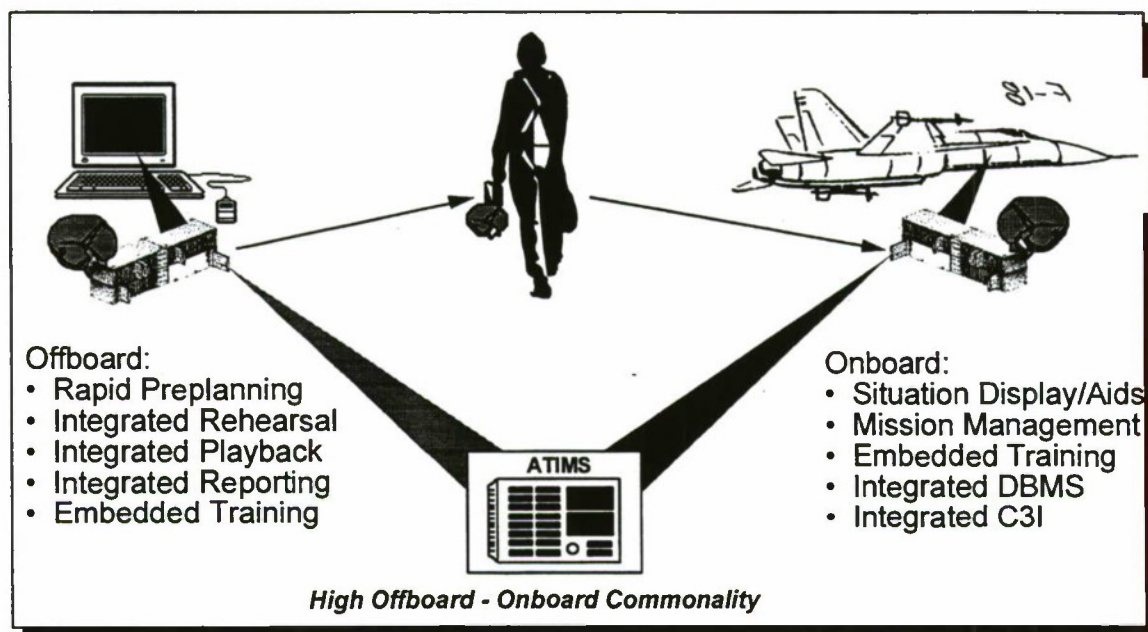 F-18
Offboard:
• Rapid Preplanning
• Integrated Rehearsal
• Integrated Playback
• Integrated Reporting
• Embedded Training
Onboard:
• Situation Display/Aids
• Mission Management
• Embedded Training
• Integrated DBMS
• Integrated C3I
ATIMS
High Offboard - Onboard Commonality